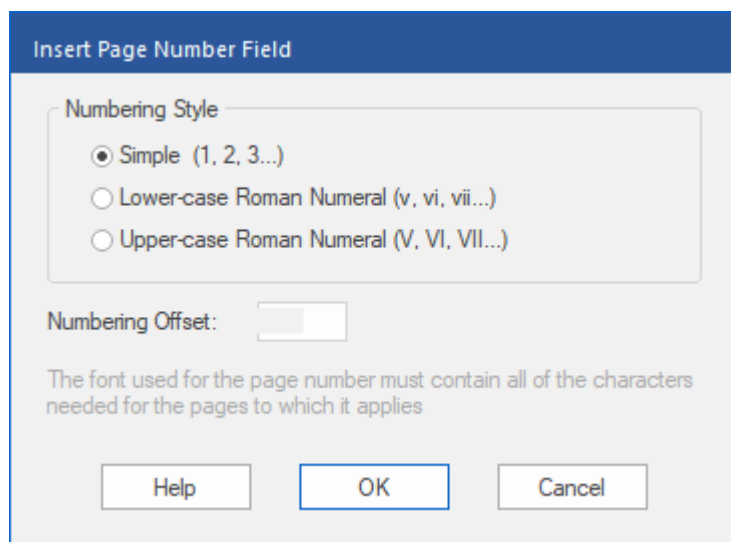 Insert Page Number Field
Numbering Style
Simple (1, 2, 3...)
Lower-case Roman Numeral (v, vi, vii...)
Upper-case Roman Numeral (V, VI, VII...)
Numbering Offset:
The font used for the page number must contain all of the characters
needed for the pages to which it applies
Help OK Cancel